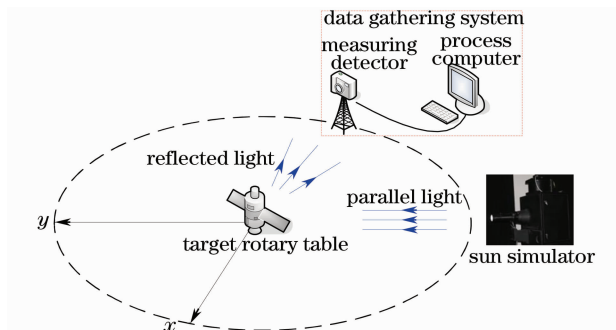 data gathering system
measuring
detector
process
computer
reflected light
parallel light
y
target rotary table
sun simulator
x